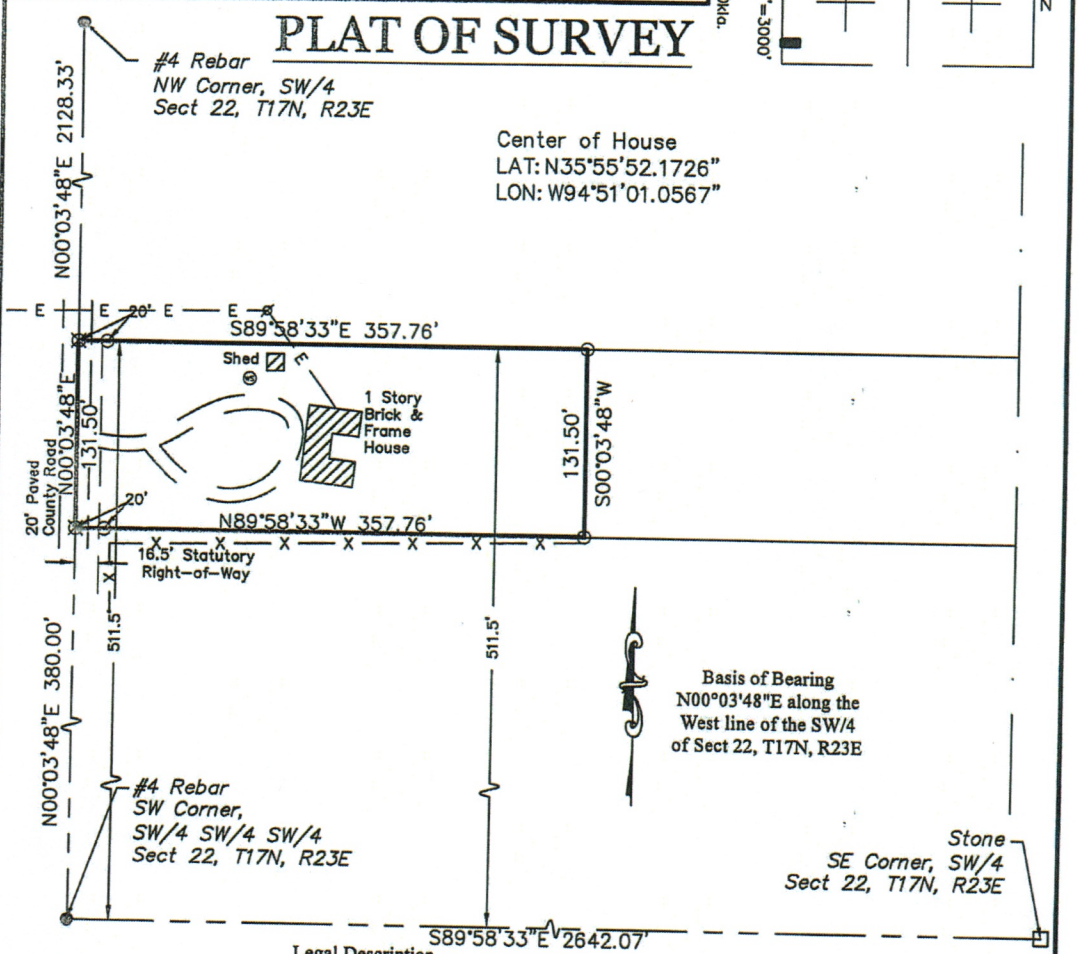 PLAT OF SURVEY
Okla.
" = 3000'
N
#4 Rebar
NW Corner, SW/4
Sect 22, T17N, R23E
N00°03'48"E 2128.33'
Center of House
LAT: N35°55'52.1726"
LON: W94°51'01.0567"
E E E E
20'
S89°58'33"E 357.76'
E
Shed
WS
1 Story
Brick &
Frame
House
N00°03'48"E
131.50'
20' Paved
County Road
131.50'
S00°03'48"W
20'
N89°58'33"W 357.76'
X X X X X X X
16.5' Statutory
Right-of-Way
X
511.5'
511.5'
N00°03'48"E 380.00'
Basis of Bearing
N00°03'48"E along the
West line of the SW/4
of Sect 22, T17N, R23E
#4 Rebar
SW Corner,
SW/4 SW/4 SW/4
Sect 22, T17N, R23E
Stone
SE Corner, SW/4
Sect 22, T17N, R23E
S89°58'33"E 2642.07'
Legal Description